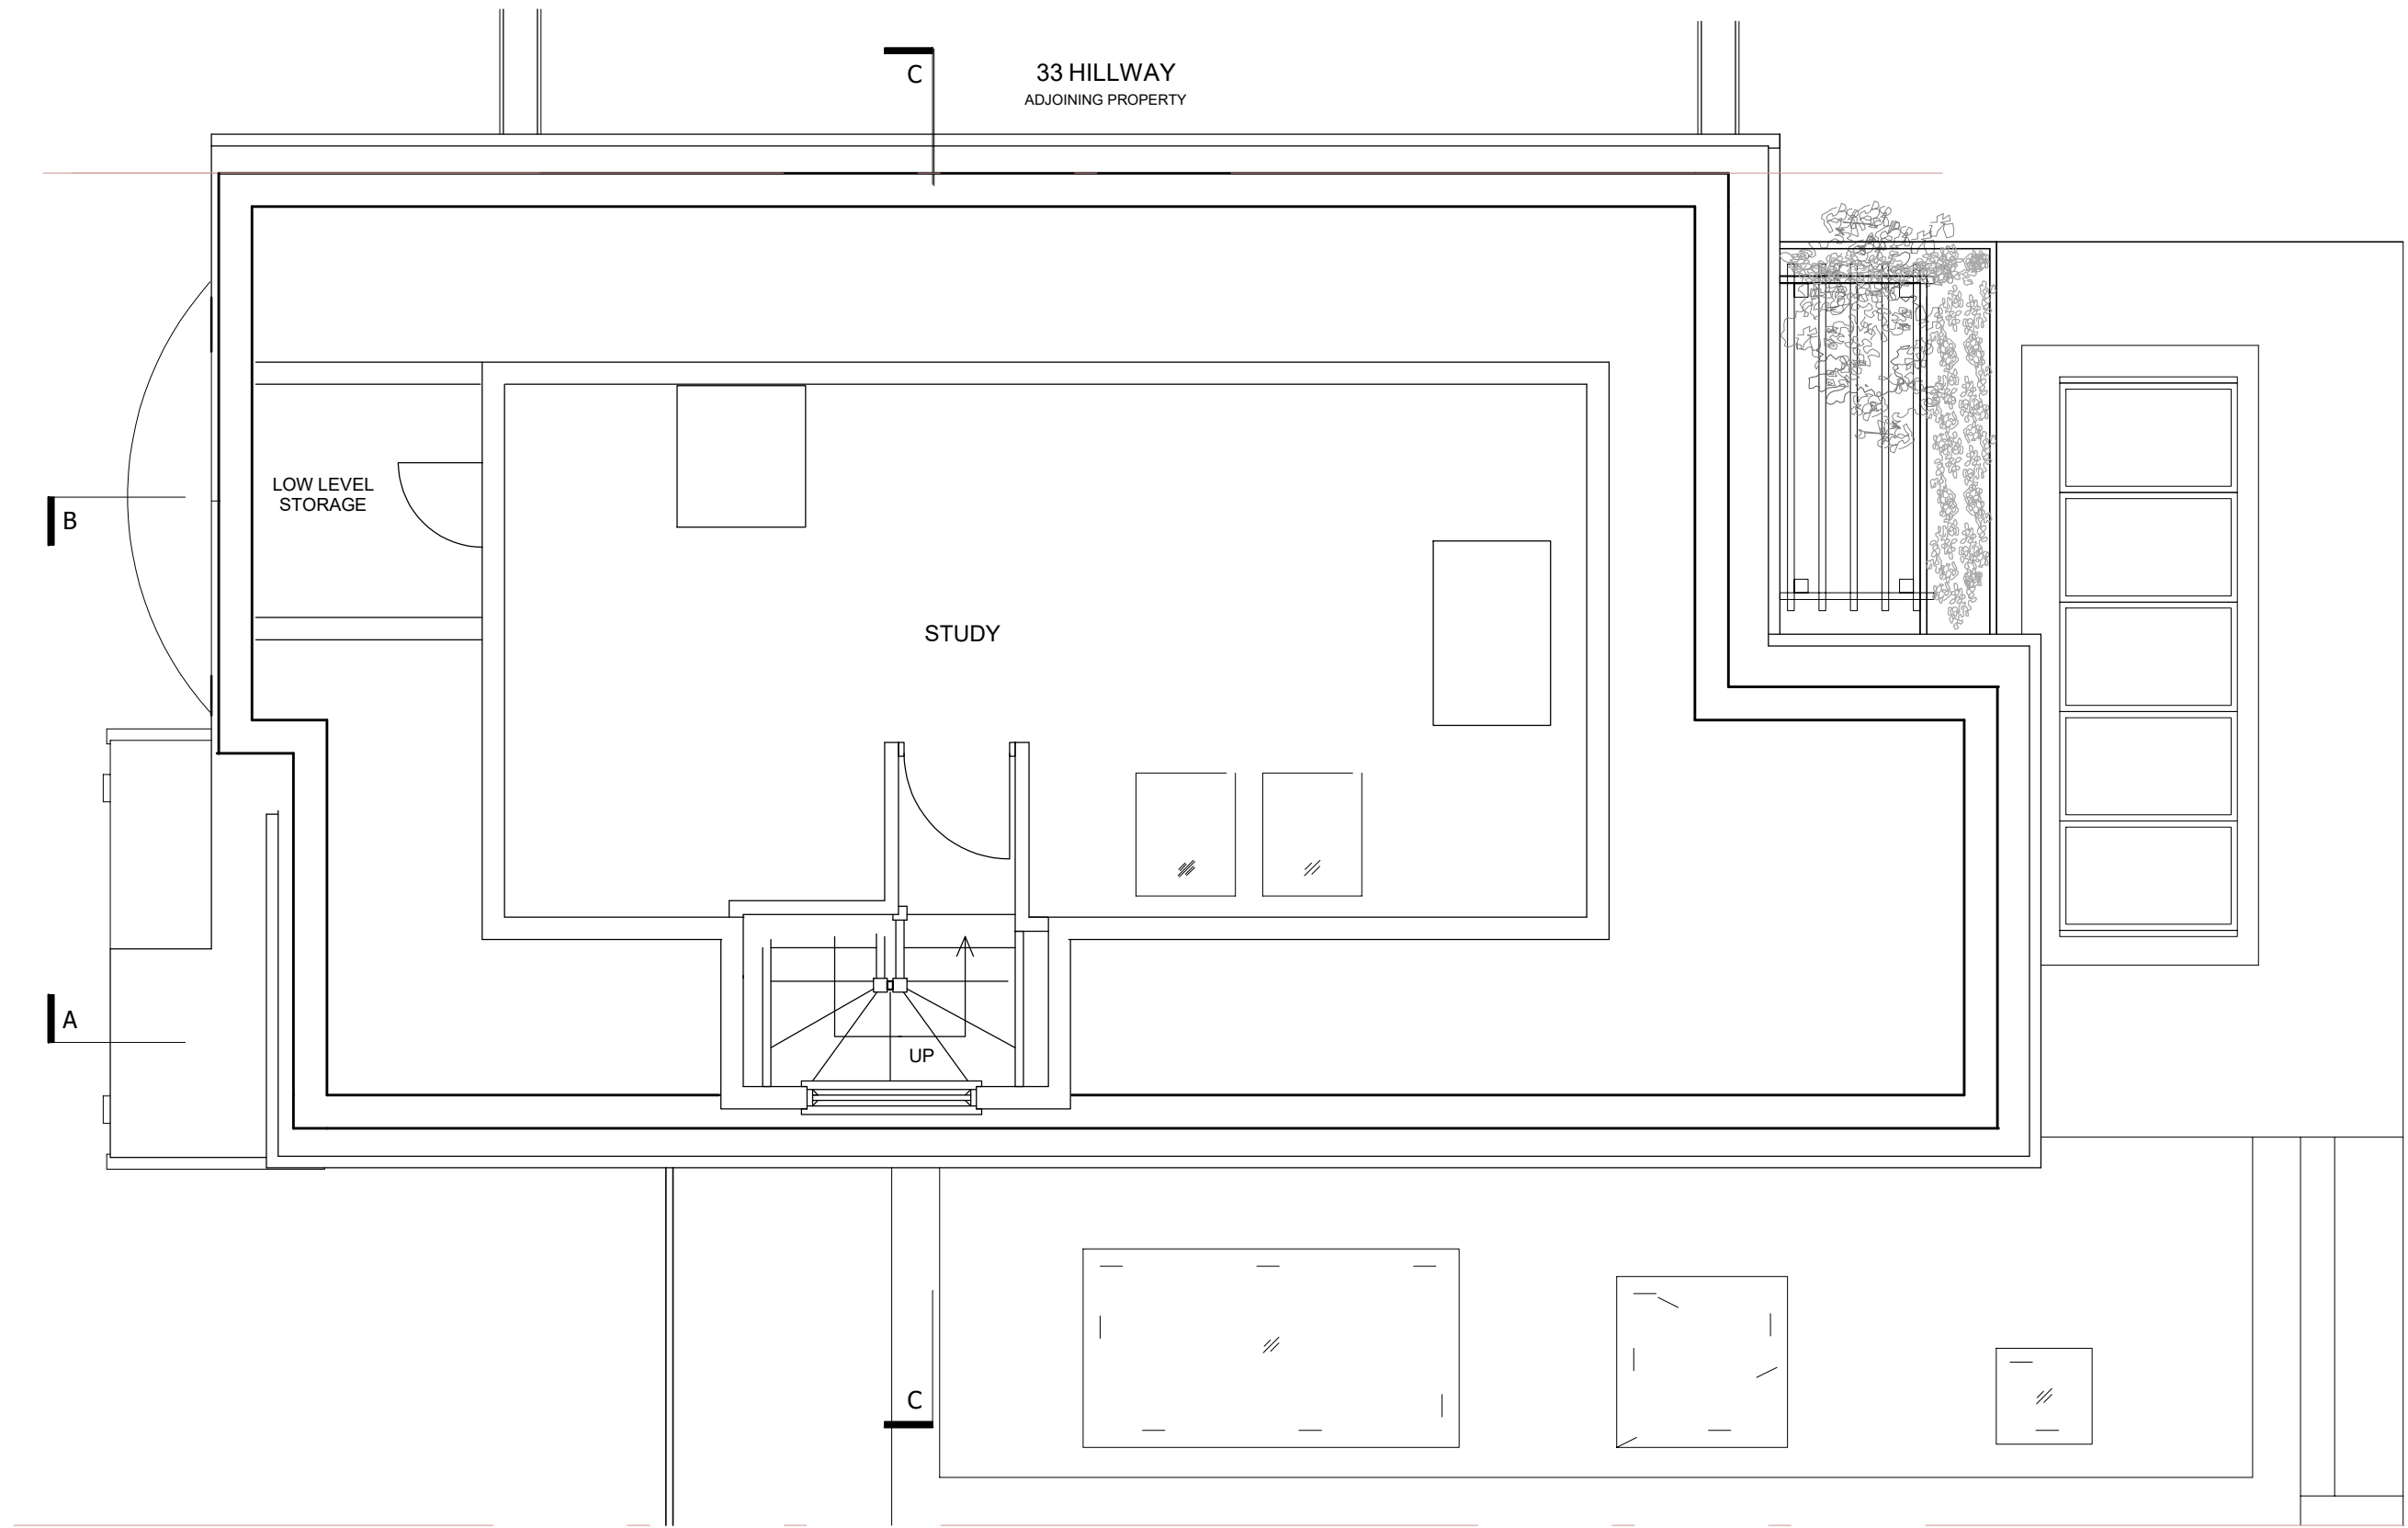 C
33 HILLWAY
ADJOINING PROPERTY
LOW LEVEL
STORAGE
B
STUDY
A
UP
C